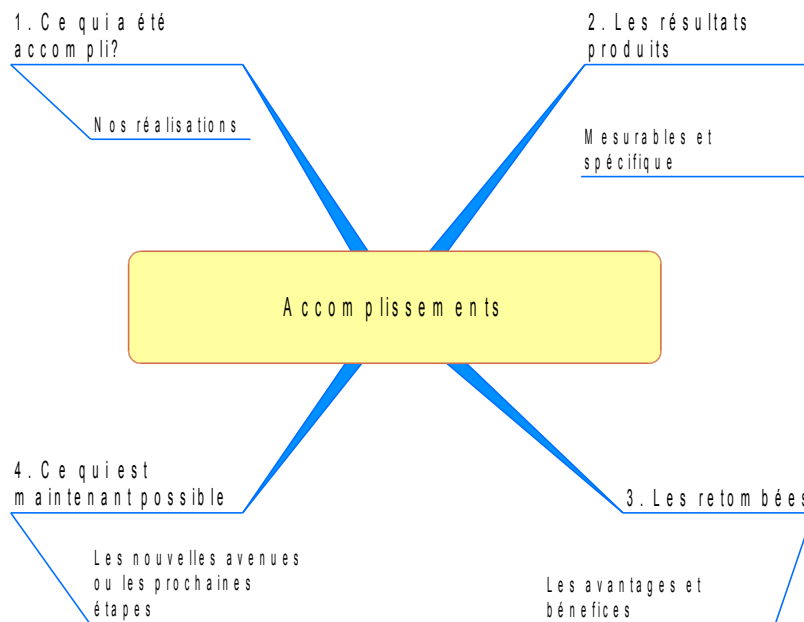 1. Ce qui a été
accompli?
Nos réalisations
2. Les résultats
produits
Mesurables et
spécifique
Accomplissements
3. Les retombées
Les avantages et
bénefices
4. Ce qui est
maintenant possible
Les nouvelles avenues
ou les prochaines
étapes